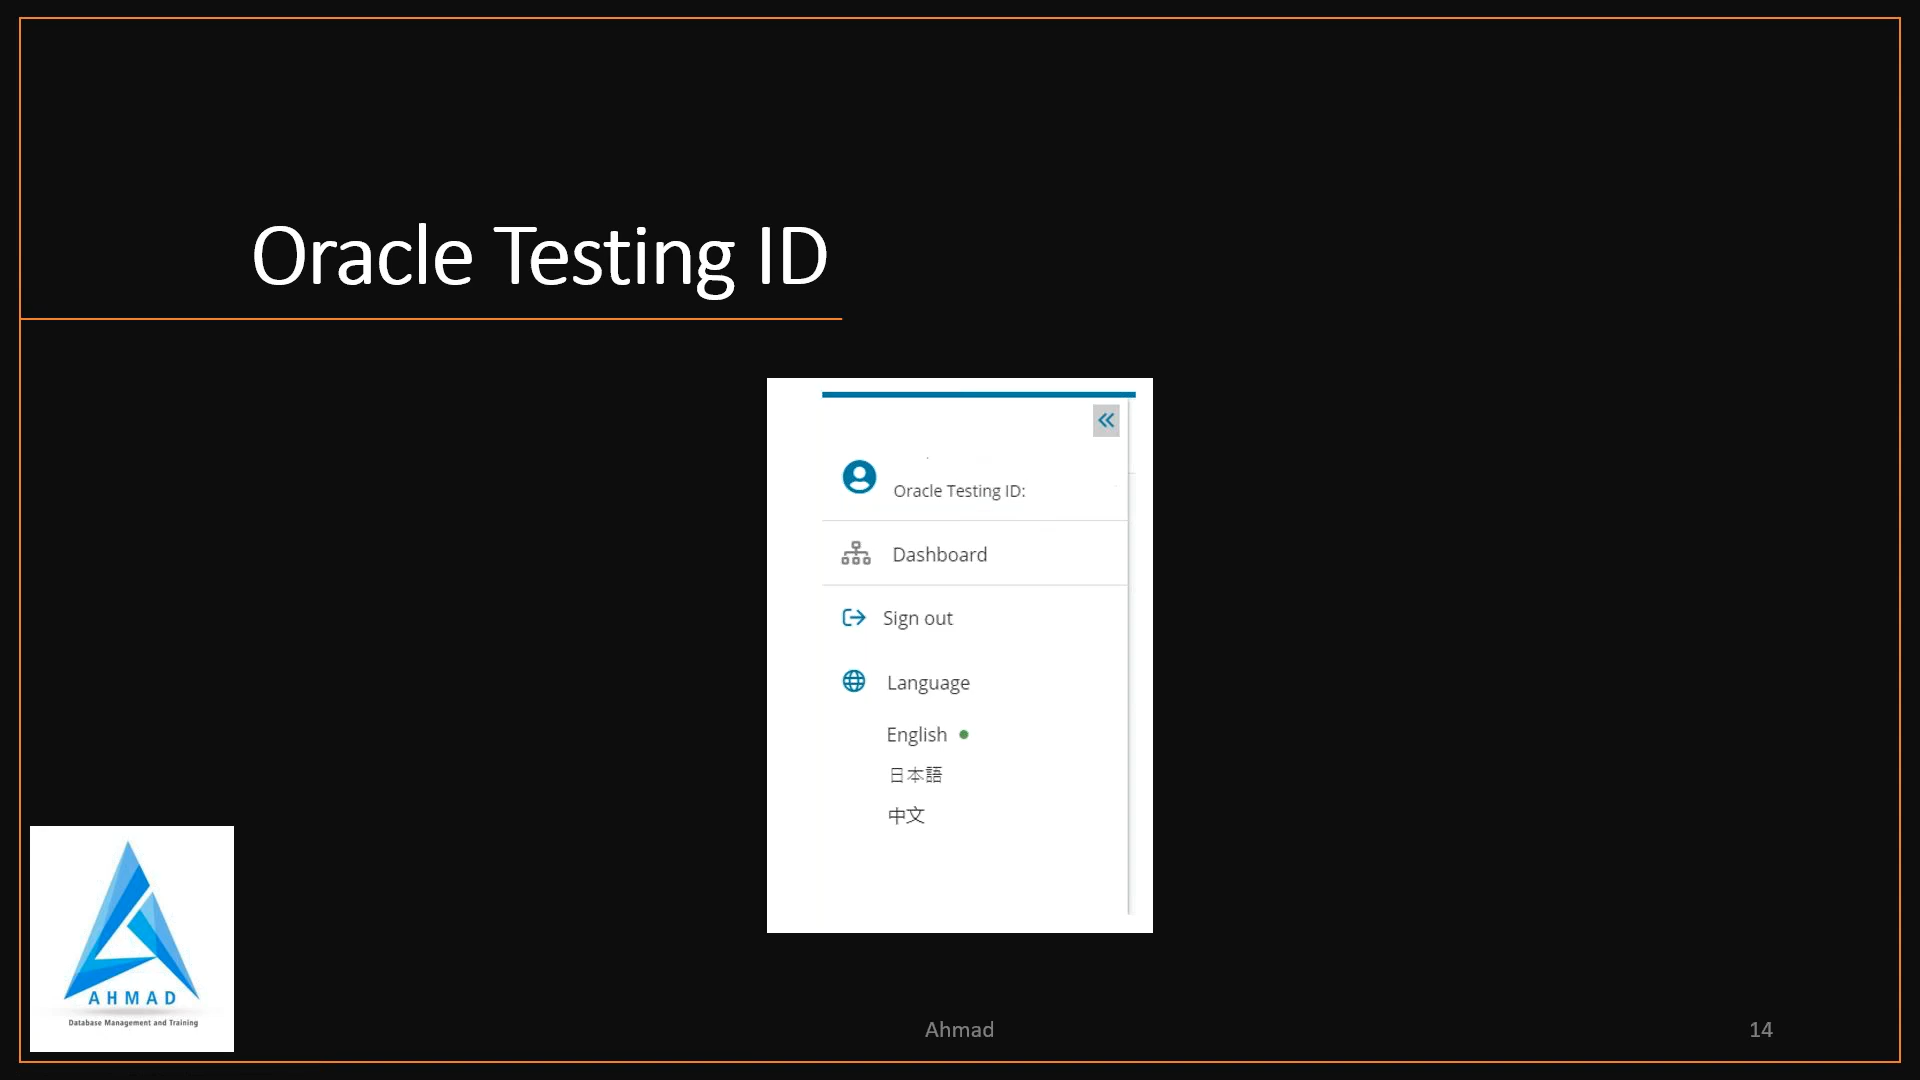 Oracle Testing ID
Oracle Testing ID:
Dashboard
Sign out
Language
English
日本語
中文
AHMAD
Database Management and Training
Ahmad
14